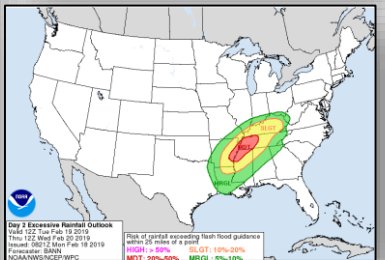 SLGT
MDT
MRGL
NOAA
Day 2 Excessive Rainfall Outlook
Valid 12Z Tue Feb 19 2019
Thru 12Z Wed Feb 20 2019
Issued: 0821Z Mon Feb 18 2019
Forecaster: BANN
NOAA/NWS/NCEP/WPC
Risk of rainfall exceeding flash flood guidance
within 25 miles of a point
HIGH: > 50%
SLGT: 10%-20%
MDT: 20%-50%
MRGL: 5%-10%